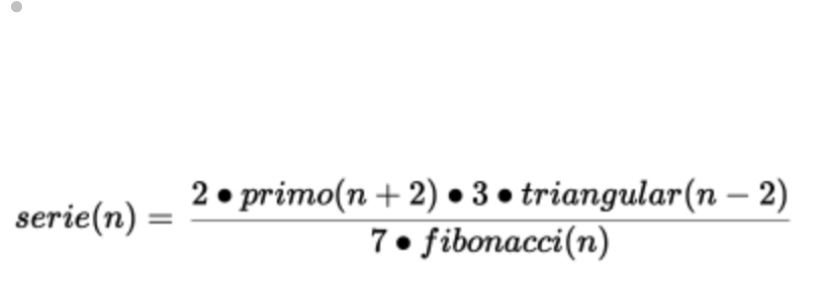 serie(n) = 2 • primo(n + 2) • 3 • triangular(n − 2)
7 • fibonacci(n)